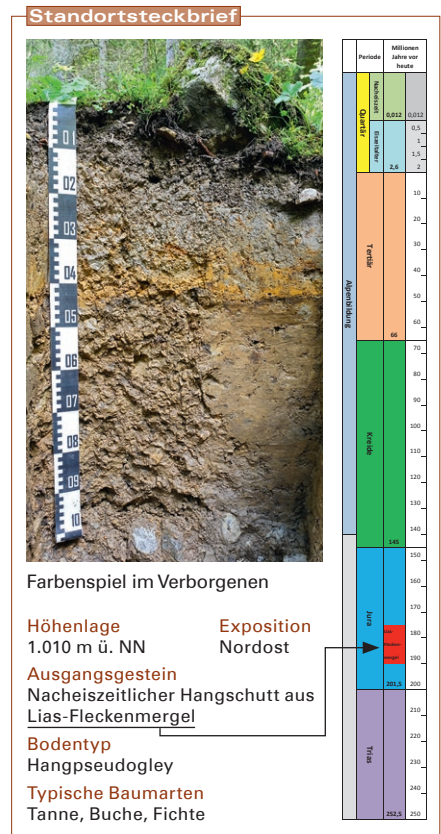 Standortsteckbrief
01
02
03
04
05
06
07
08
09
10
Farbenspiel im Verborgenen
Höhenlage
1.010 m ü. NN
Exposition
Nordost
Ausgangsgestein
Nacheiszeitlicher Hangschutt aus
Lias-Fleckenmergel
Bodentyp
Hangpseudogley
Typische Baumarten
Tanne, Buche, Fichte
Periode
Millionen
Jahre vor
heute
Alpenbildung
Quartär
Nacheiszeit
0,012
0,012
Eiszeitalter
2,6
0,5
1
1,5
2
Tertiär
66
10
20
30
40
50
60
Kreide
145
70
80
90
100
110
120
130
140
Jura
Lias-
Flecken-
mergel
201,5
150
160
170
180
190
200
Trias
252,5
210
220
230
240
250